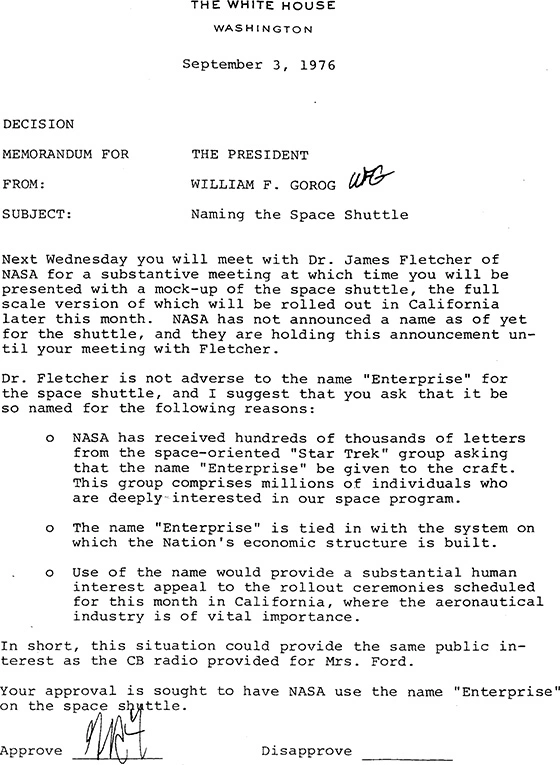 THE WHITE HOUSE
WASHINGTON
September 3, 1976
DECISION
MEMORANDUM FOR THE PRESIDENT
FROM: WILLIAM F. GOROG WFG
SUBJECT: Naming the Space Shuttle
Next Wednesday you will meet with Dr. James Fletcher of
NASA for a substantive meeting at which time you will be
presented with a mock-up of the space shuttle, the full
scale version of which will be rolled out in California
later this month. NASA has not announced a name as of yet
for the shuttle, and they are holding this announcement un-
til your meeting with Fletcher.
Dr. Fletcher is not adverse to the name "Enterprise" for
the space shuttle, and I suggest that you ask that it be
so named for the following reasons:
o NASA has received hundreds of thousands of letters
from the space-oriented "Star Trek" group asking
that the name "Enterprise" be given to the craft.
This group comprises millions of individuals who
are deeply interested in our space program.
o The name "Enterprise" is tied in with the system on
which the Nation's economic structure is built.
o Use of the name would provide a substantial human
interest appeal to the rollout ceremonies scheduled
for this month in California, where the aeronautical
industry is of vital importance.
In short, this situation could provide the same public in-
terest as the CB radio provided for Mrs. Ford.
Your approval is sought to have NASA use the name "Enterprise"
on the space shuttle.
Approve Disapprove